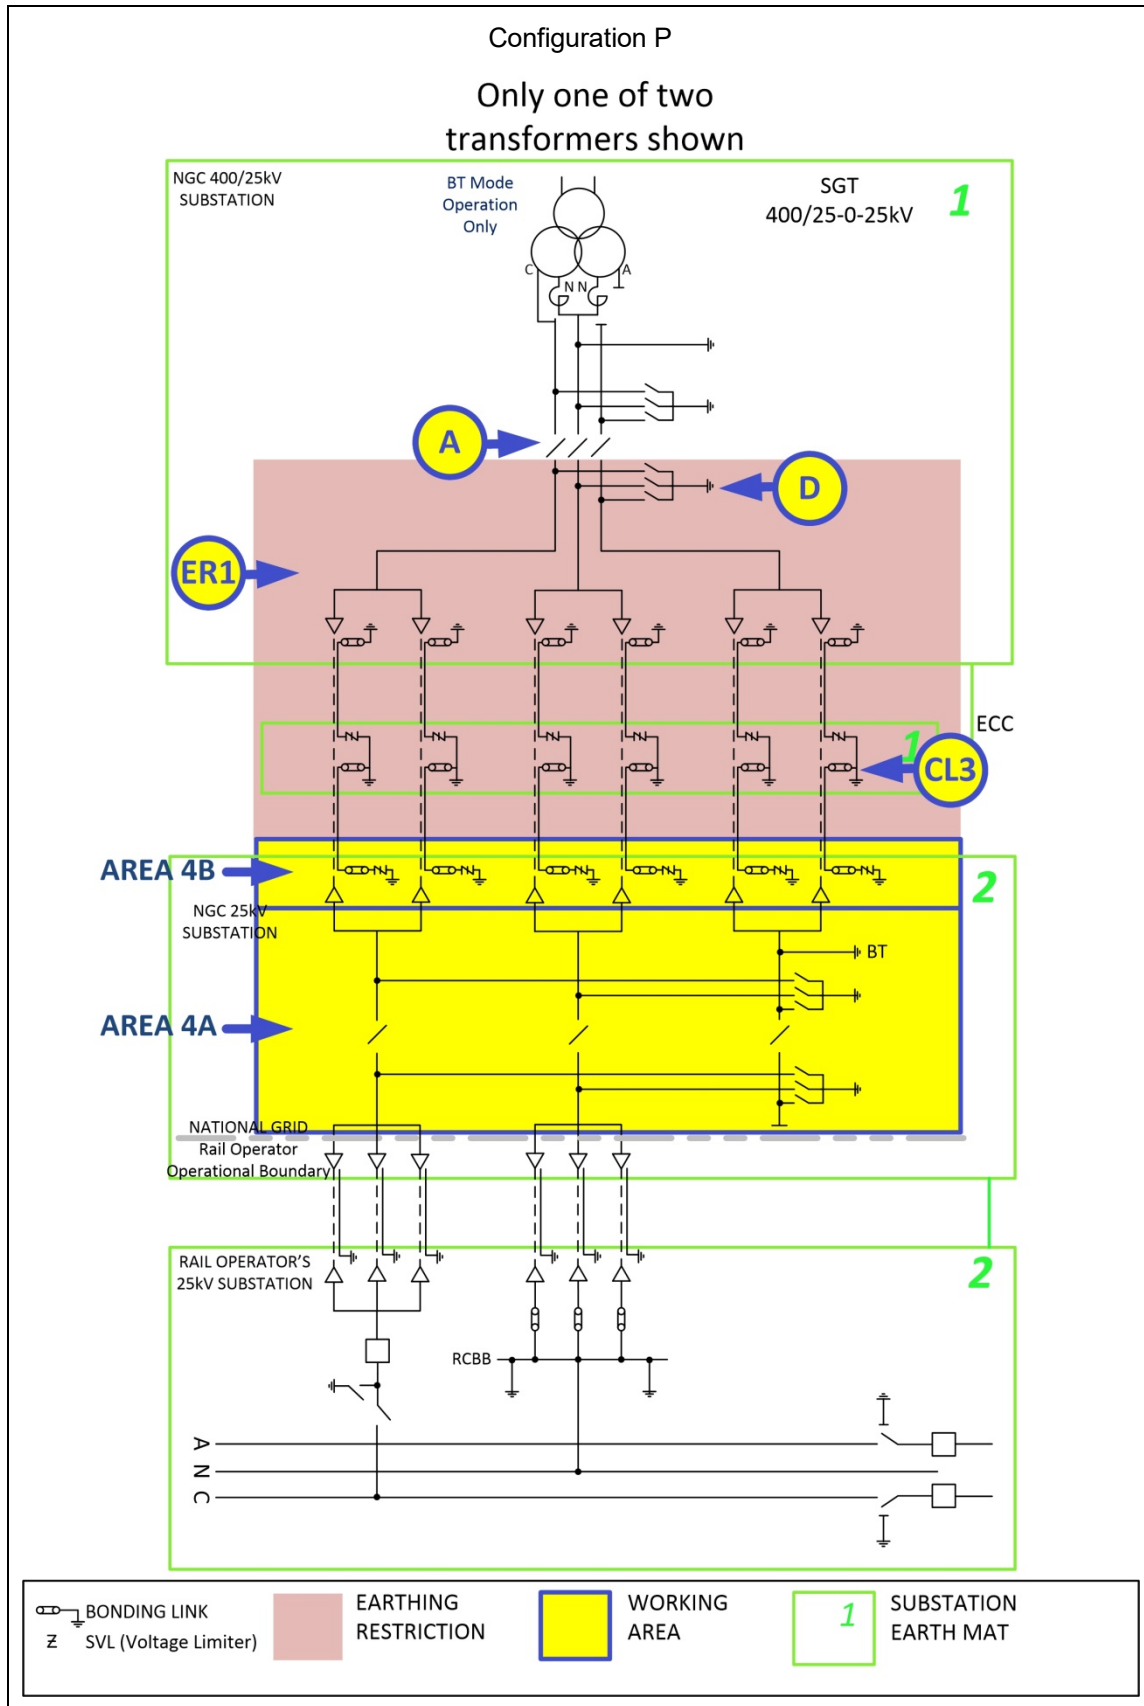 Configuration P
Only one of two
transformers shown
NGC 400/25kV
SUBSTATION
BT Mode
Operation
Only
SGT
400/25-0-25kV
1
C
A
N N
A
D
ER1
ECC
1
CL3
AREA 4B
2
NGC 25kV
SUBSTATION
BT
AREA 4A
NATIONAL GRID
Rail Operator
Operational Boundary
RAIL OPERATOR'S
25kV SUBSTATION
2
RCBB
A
N
C
BONDING LINK
SVL (Voltage Limiter)
EARTHING
RESTRICTION
WORKING
AREA
1
SUBSTATION
EARTH MAT